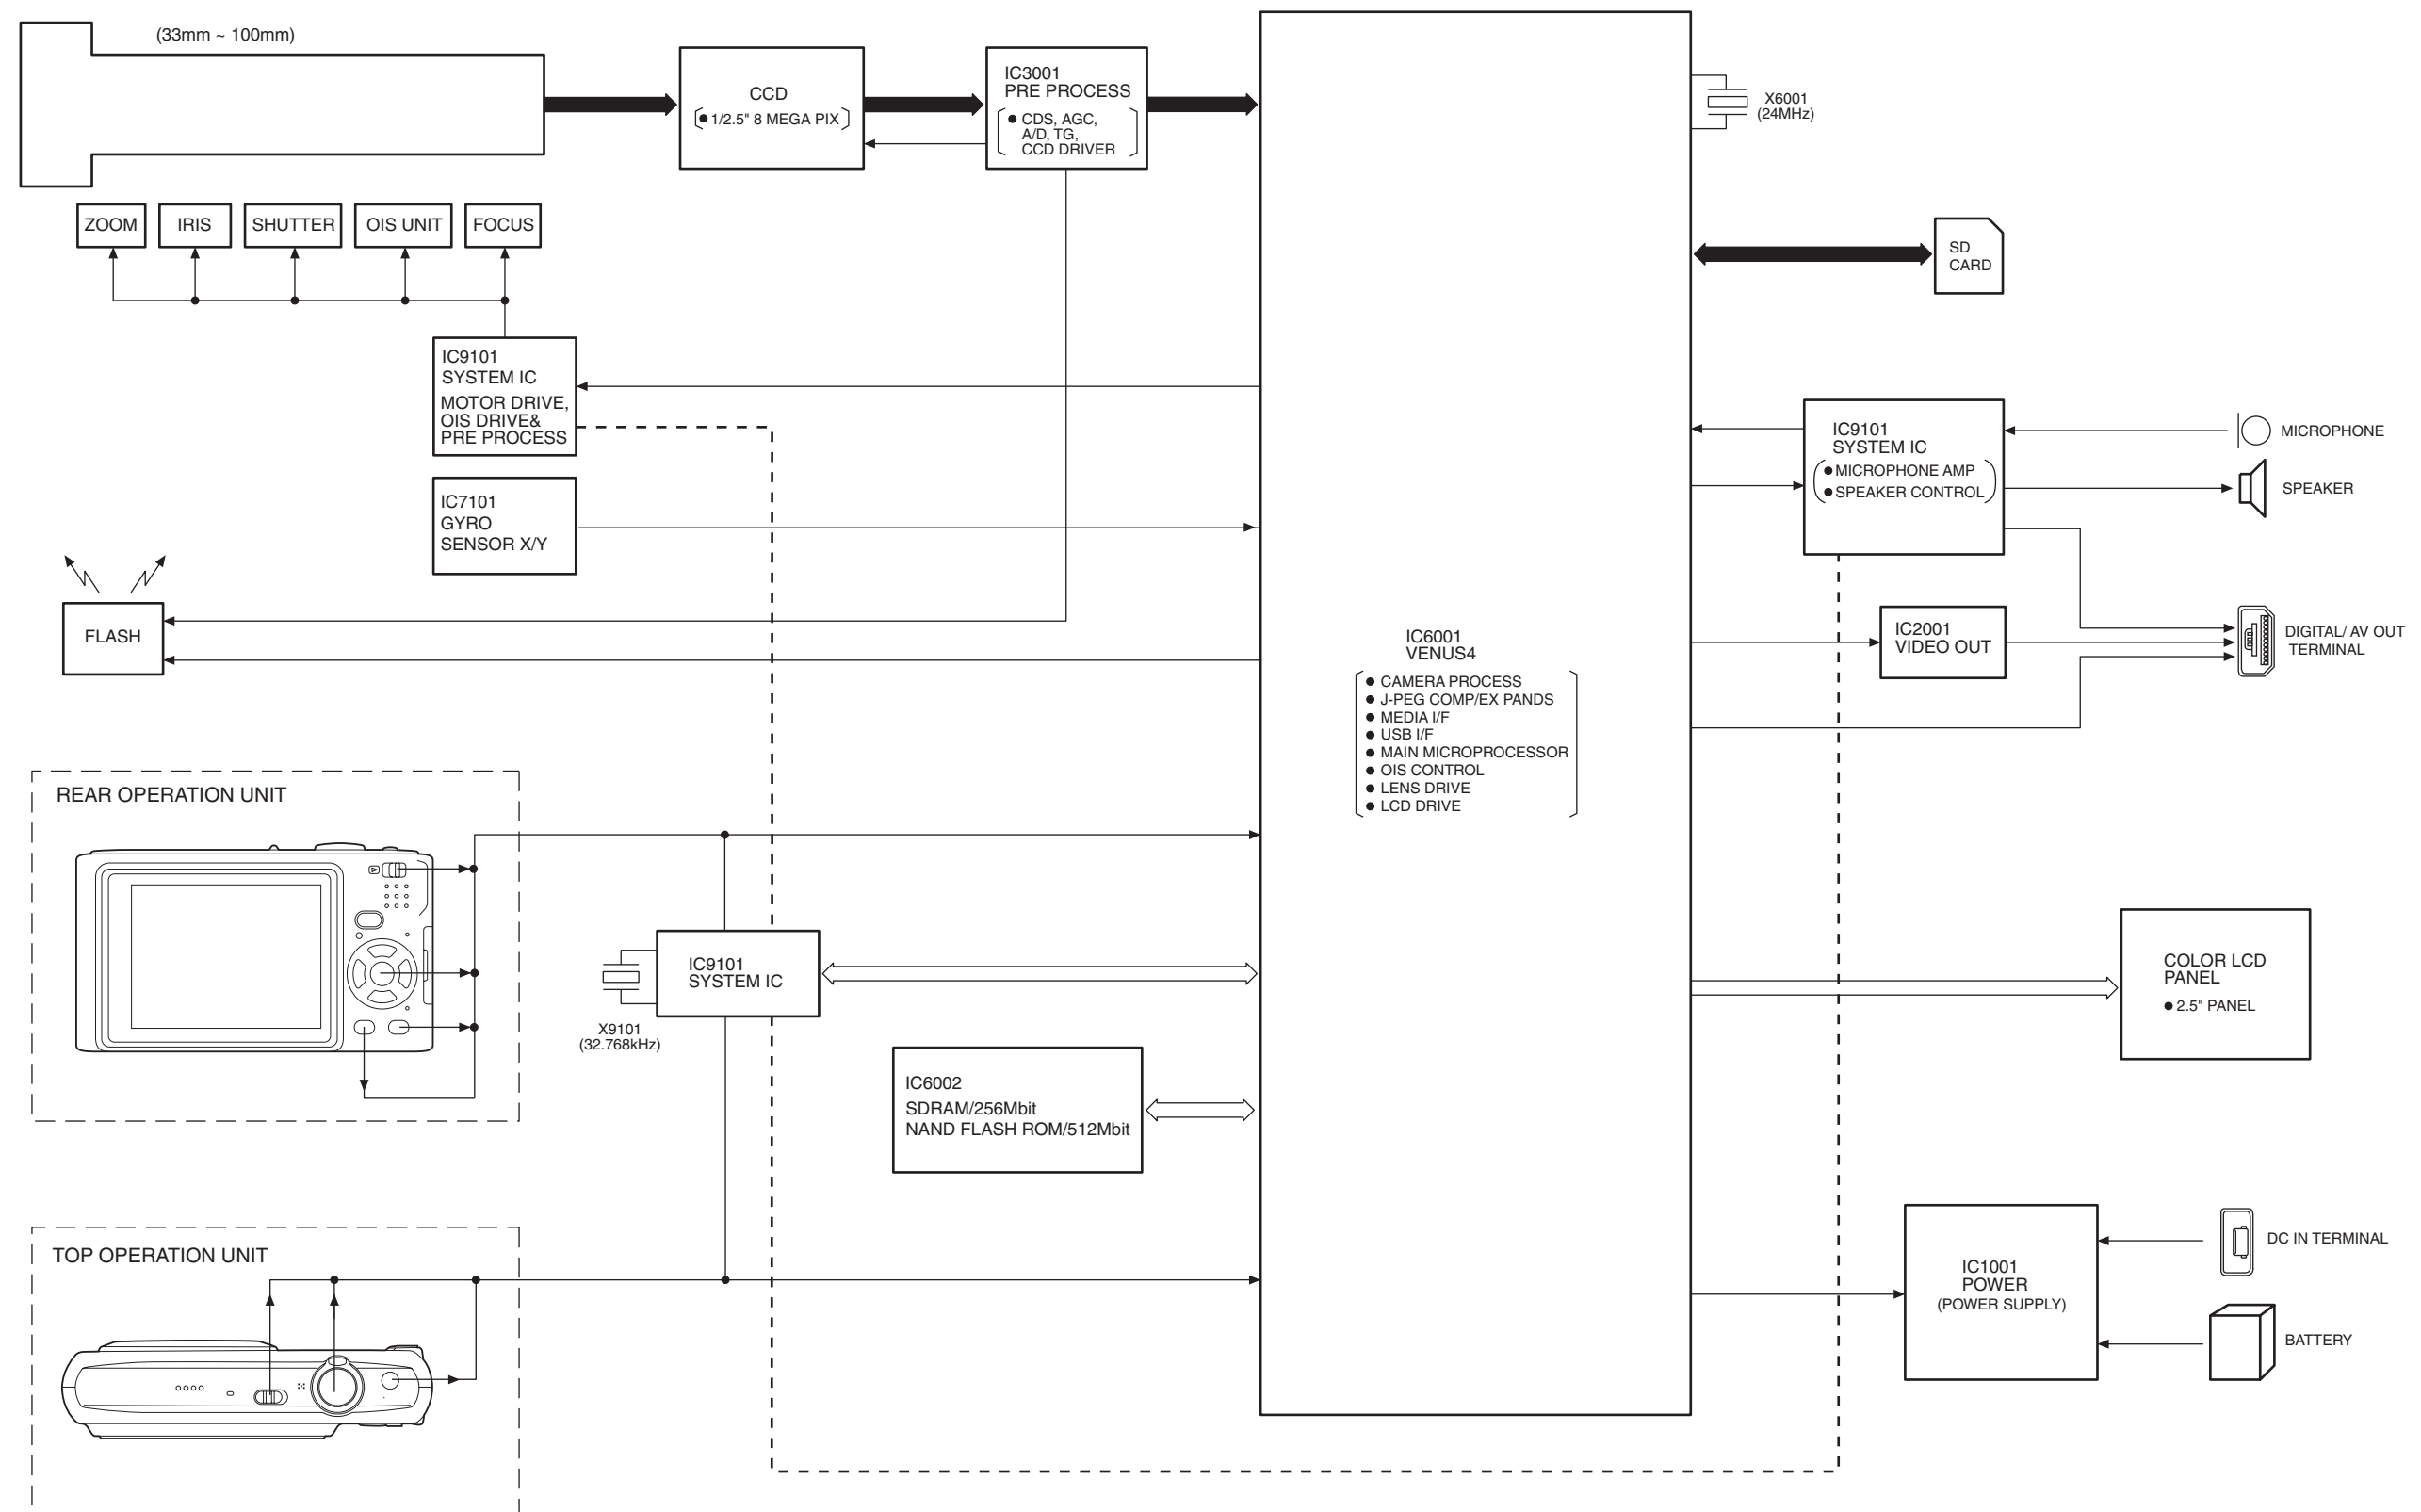 (33mm ~ 100mm)
CCD
● 1/2.5" 8 MEGA PIX
IC3001
PRE PROCESS
● CDS, AGC,
A/D, TG,
CCD DRIVER
X6001
(24MHz)
ZOOM
IRIS
SHUTTER
OIS UNIT
FOCUS
SD
CARD
IC9101
SYSTEM IC
MOTOR DRIVE,
OIS DRIVE&
PRE PROCESS
IC9101
SYSTEM IC
● MICROPHONE AMP
● SPEAKER CONTROL
MICROPHONE
SPEAKER
IC7101
GYRO
SENSOR X/Y
FLASH
IC6001
VENUS4
● CAMERA PROCESS
● J-PEG COMP/EX PANDS
● MEDIA I/F
● USB I/F
● MAIN MICROPROCESSOR
● OIS CONTROL
● LENS DRIVE
● LCD DRIVE
IC2001
VIDEO OUT
DIGITAL/ AV OUT
TERMINAL
REAR OPERATION UNIT
IC9101
SYSTEM IC
X9101
(32.768kHz)
COLOR LCD
PANEL
● 2.5" PANEL
IC6002
SDRAM/256Mbit
NAND FLASH ROM/512Mbit
TOP OPERATION UNIT
IC1001
POWER
(POWER SUPPLY)
DC IN TERMINAL
BATTERY